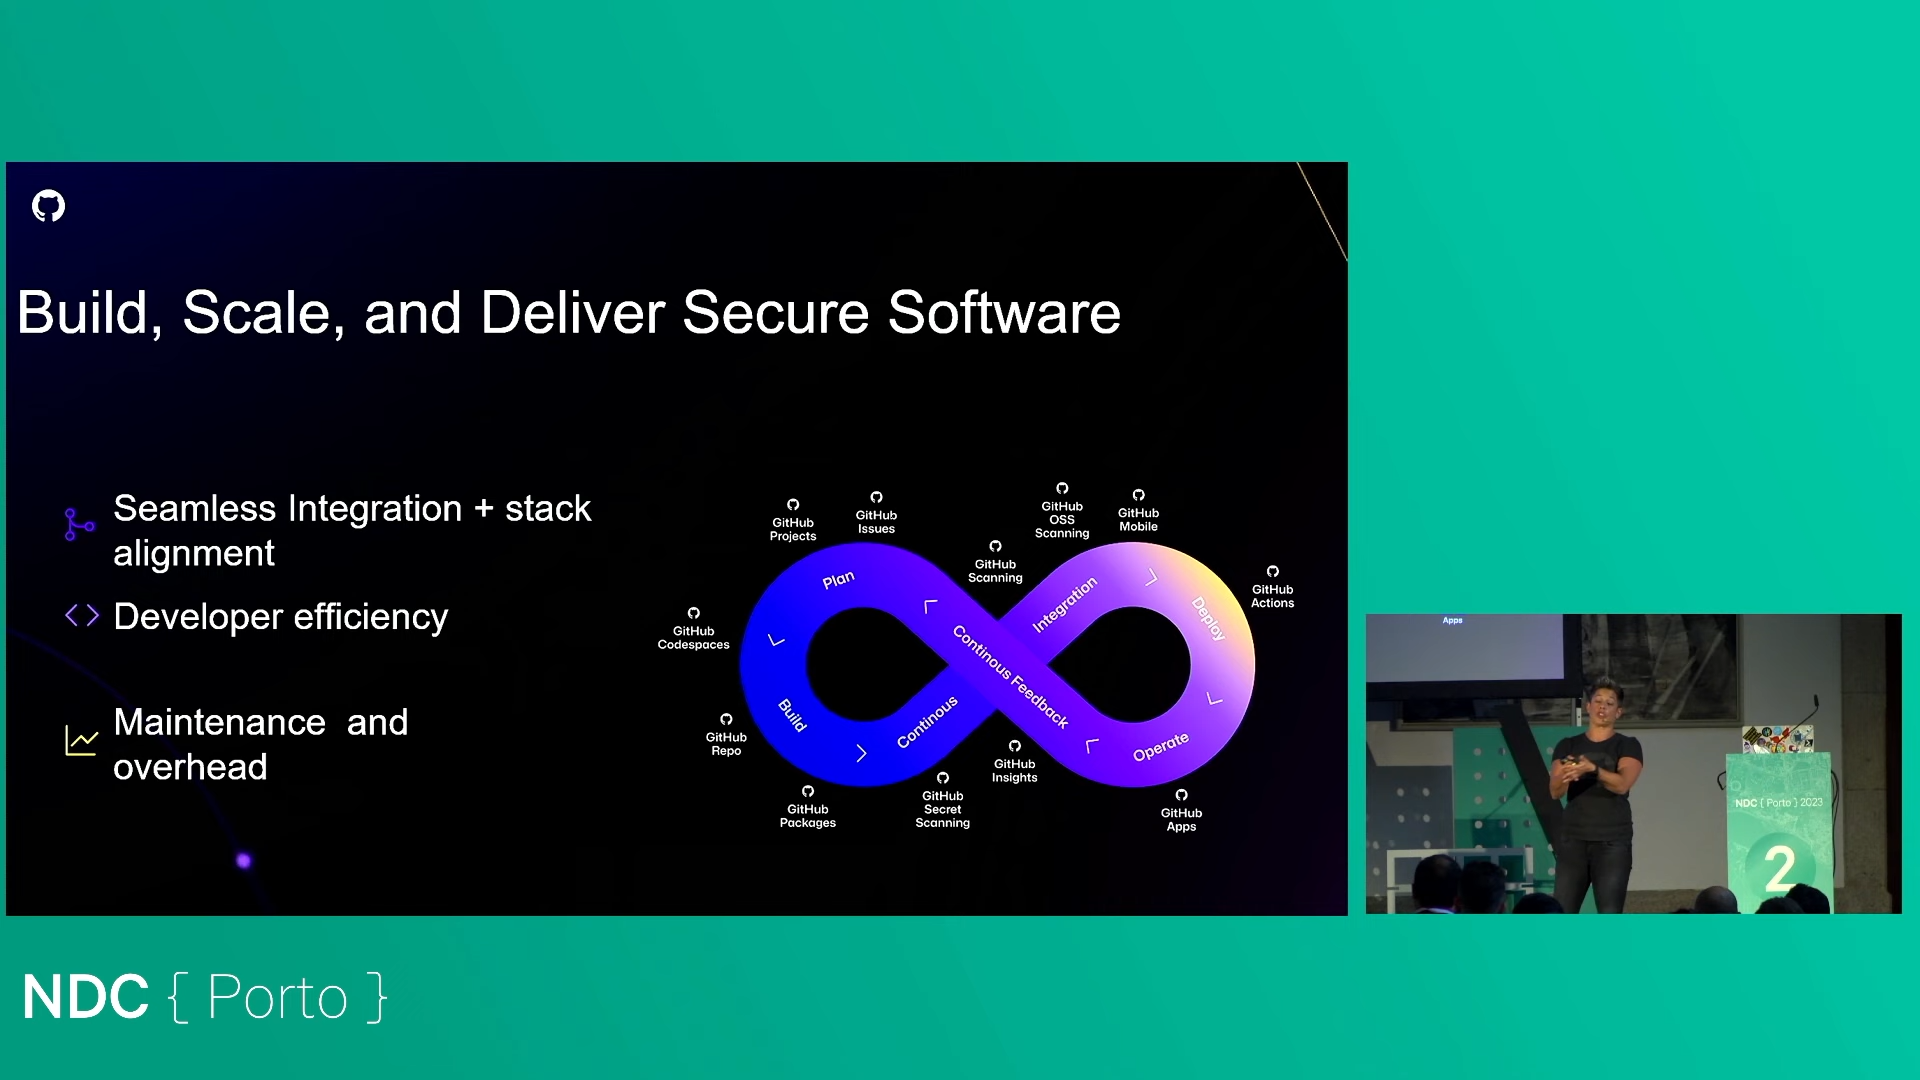 Build, Scale, and Deliver Secure Software
Seamless Integration + stack
alignment
Developer efficiency
Maintenance and
overhead
GitHub
Projects
GitHub
Issues
GitHub
OSS
Scanning
GitHub
Mobile
GitHub
Scanning
GitHub
Actions
GitHub
Codespaces
GitHub
Repo
GitHub
Packages
GitHub
Secret
Scanning
GitHub
Insights
GitHub
Apps
Plan
Build
Continous
Integration
Deploy
Operate
Continous Feedback
Apps
NDC { Porto } 2023
2
NDC { Porto }